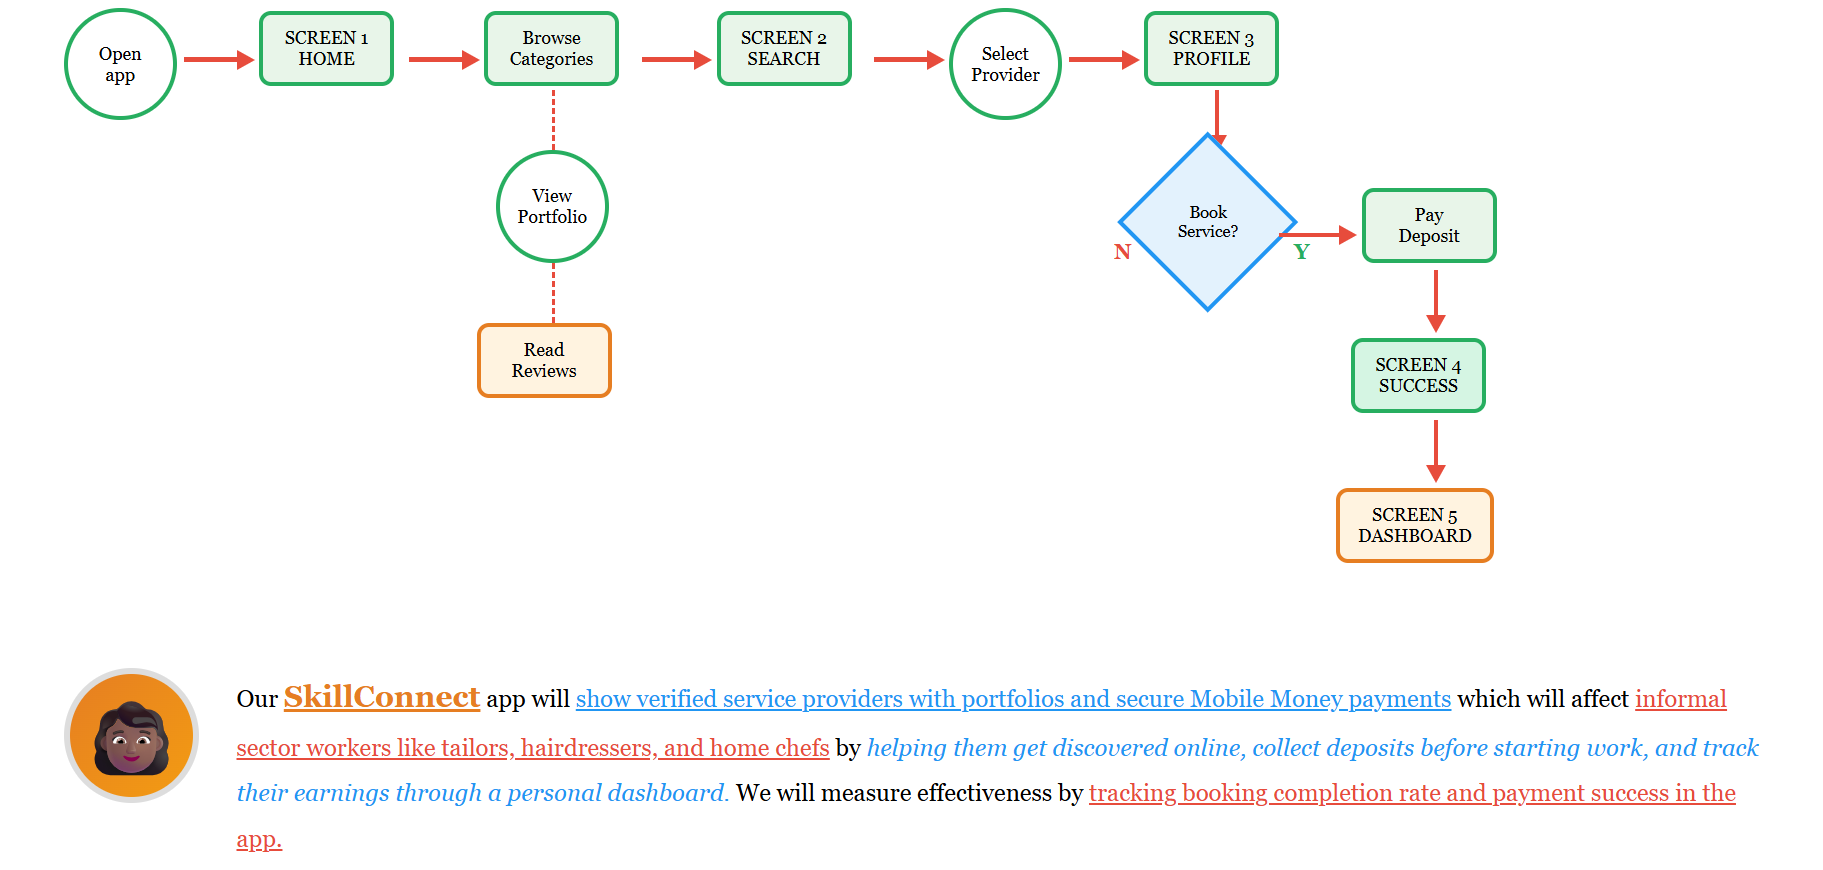 Open
app
SCREEN 1
HOME
Browse
Categories
SCREEN 2
SEARCH
Select
Provider
SCREEN 3
PROFILE
View
Portfolio
Book
Service?
N
Y
Pay
Deposit
Read
Reviews
SCREEN 4
SUCCESS
SCREEN 5
DASHBOARD
Our SkillConnect app will show verified service providers with portfolios and secure Mobile Money payments which will affect informal
sector workers like tailors, hairdressers, and home chefs by helping them get discovered online, collect deposits before starting work, and track
their earnings through a personal dashboard. We will measure effectiveness by tracking booking completion rate and payment success in the
app.